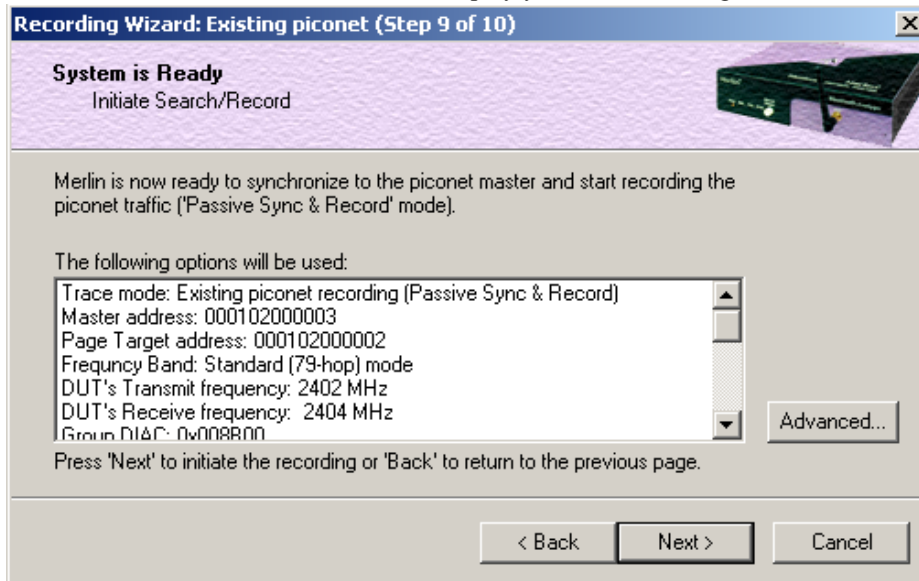 Recording Wizard: Existing piconet (Step 9 of 10)
System is Ready
Initiate Search/Record
Merlin is now ready to synchronize to the piconet master and start recording the
piconet traffic ('Passive Sync & Record' mode).
The following options will be used:
Trace mode: Existing piconet recording (Passive Sync & Record)
Master address: 000102000003
Page Target address: 000102000002
Frequncy Band: Standard (79-hop) mode
DUT's Transmit frequency: 2402 MHz
DUT's Receive frequency: 2404 MHz
Group DIAC: 0x008B00
Advanced...
Press 'Next' to initiate the recording or 'Back' to return to the previous page.
< Back
Next >
Cancel